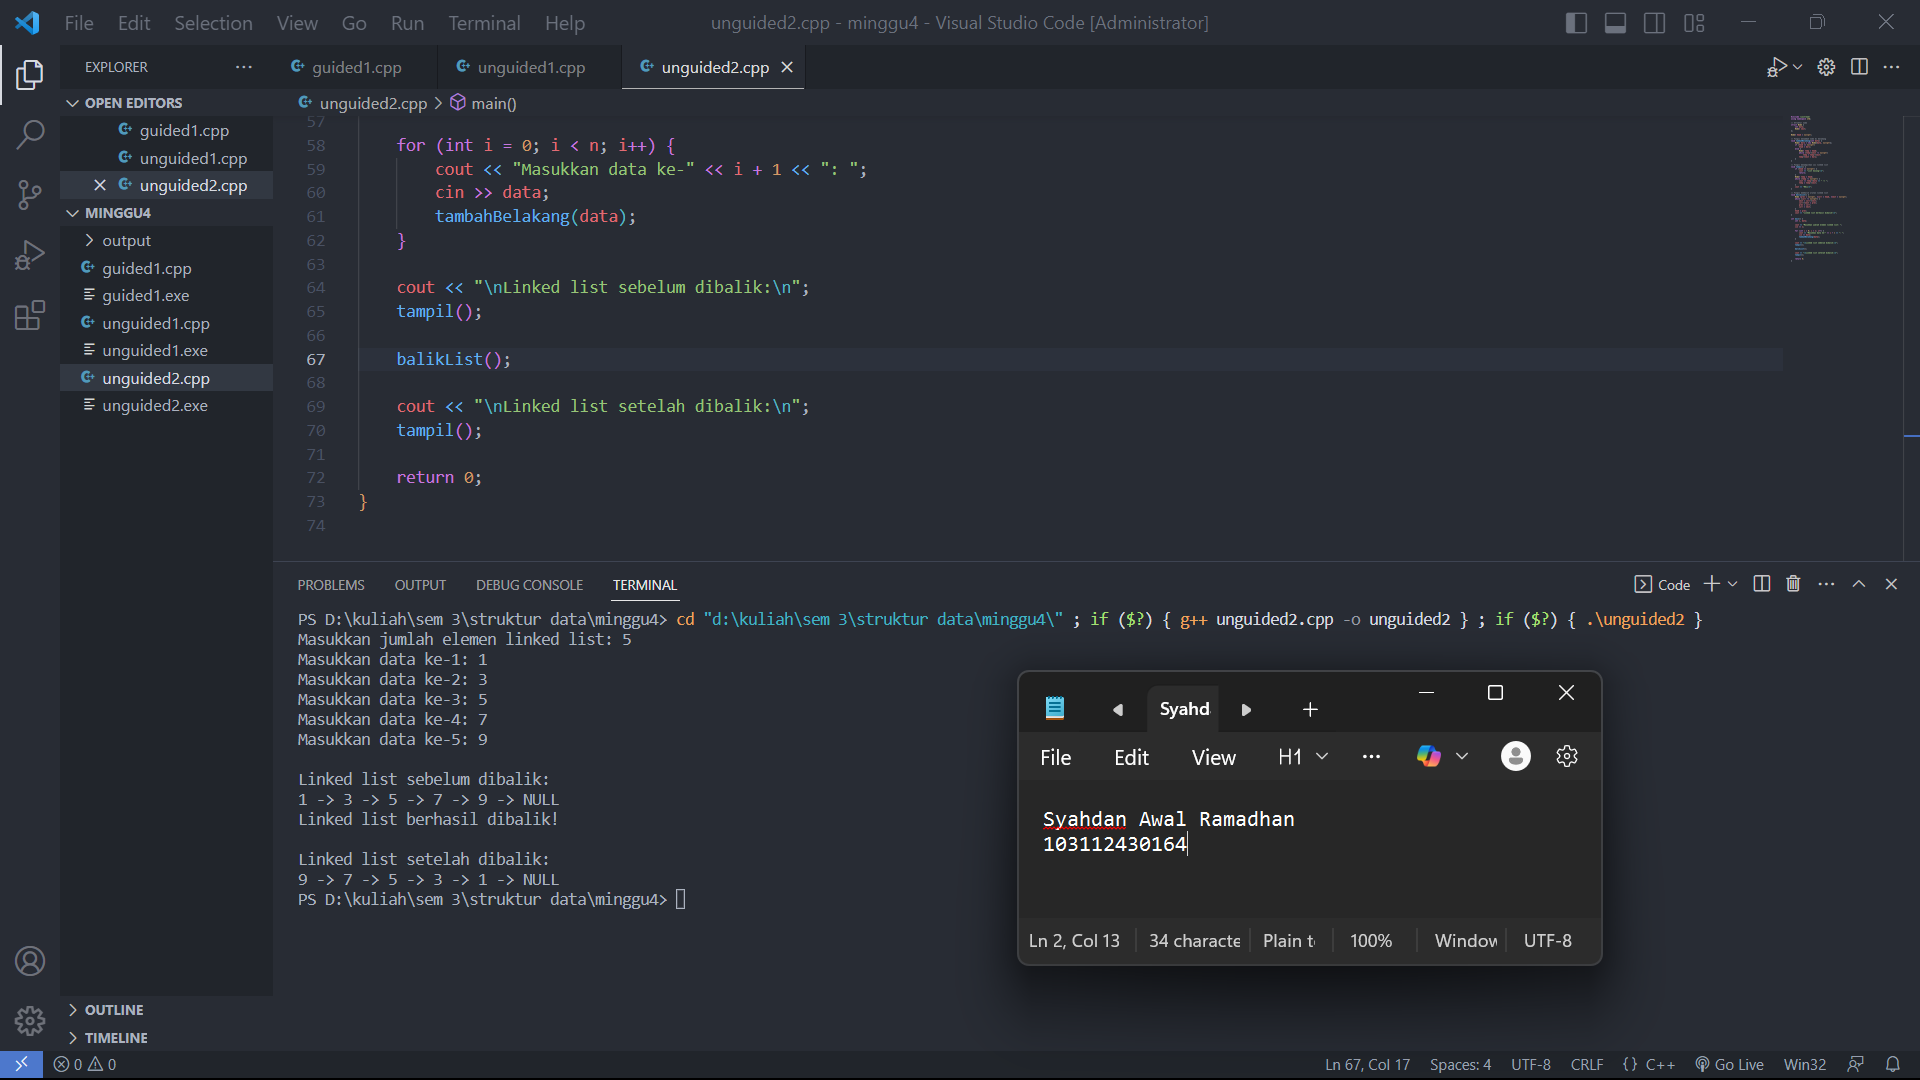 File Edit Selection View Go Run Terminal Help
unguided2.cpp - minggu4 - Visual Studio Code [Administrator]
EXPLORER
guided1.cpp
unguided1.cpp
unguided2.cpp
OPEN EDITORS
guided1.cpp
unguided1.cpp
unguided2.cpp
MINGGU4
output
guided1.cpp
guided1.exe
unguided1.cpp
unguided1.exe
unguided2.cpp
unguided2.exe
OUTLINE
TIMELINE
unguided2.cpp > main()
57
58 for (int i = 0; i < n; i++) {
59 cout << "Masukkan data ke-" << i + 1 << ": ";
60 cin >> data;
61 tambahBelakang(data);
62 }
63
64 cout << "\nLinked list sebelum dibalik:\n";
65 tampil();
66
67 balikList();
68
69 cout << "\nLinked list setelah dibalik:\n";
70 tampil();
71
72 return 0;
73 }
74
PROBLEMS OUTPUT DEBUG CONSOLE TERMINAL
Code
PS D:\kuliah\sem 3\struktur data\minggu4> cd "d:\kuliah\sem 3\struktur data\minggu4\" ; if ($?) { g++ unguided2.cpp -o unguided2 } ; if ($?) { .\unguided2 }
Masukkan jumlah elemen linked list: 5
Masukkan data ke-1: 1
Masukkan data ke-2: 3
Masukkan data ke-3: 5
Masukkan data ke-4: 7
Masukkan data ke-5: 9
Linked list sebelum dibalik:
1 -> 3 -> 5 -> 7 -> 9 -> NULL
Linked list berhasil dibalik!
Linked list setelah dibalik:
9 -> 7 -> 5 -> 3 -> 1 -> NULL
PS D:\kuliah\sem 3\struktur data\minggu4>
Syahd
File Edit View H1
Syahdan Awal Ramadhan
103112430164
Ln 2, Col 13 34 characte Plain t 100% Window UTF-8
0 0
Ln 67, Col 17 Spaces: 4 UTF-8 CRLF {} C++ Go Live Win32